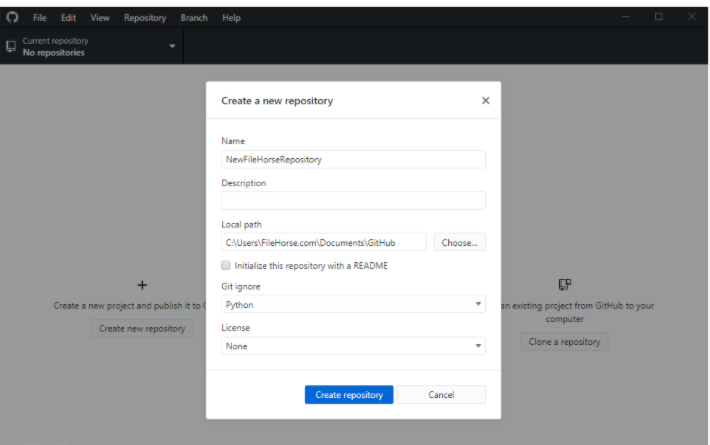 File Edit View Repository Branch Help
Current repository
No repositories
Create a new repository
Name
NewFileHorseRepository
Description
Local path
C:\Users\FileHorse.com\Documents\GitHub
Choose...
Initialize this repository with a README
Git ignore
Python
License
None
Create repository
Cancel
Create a new project and publish it to
Create new repository
an existing project from GitHub to your
computer
Clone a repository